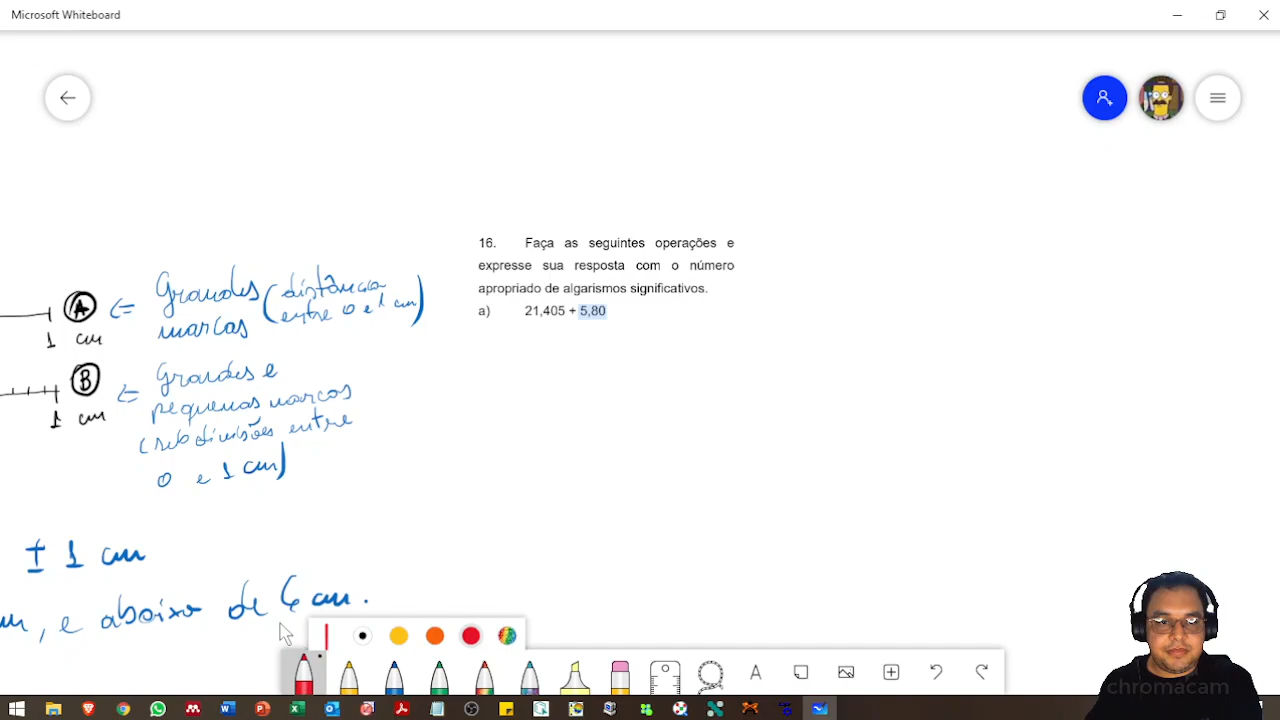 Microsoft Whiteboard
16. Faça as seguintes operações e
expresse sua resposta com o número
apropriado de algarismos significativos.
a) 21,405 + 5,80
A ⇐ Grandes (distância
marcas entre 0 e 1 cm)
1 cm
B ⇐ Grandes e
pequenas marcas
1 cm
(subdivisões entre
0 e 1 cm)
± 1 cm
m, e abaixo de 6 cm.
A
chromacam